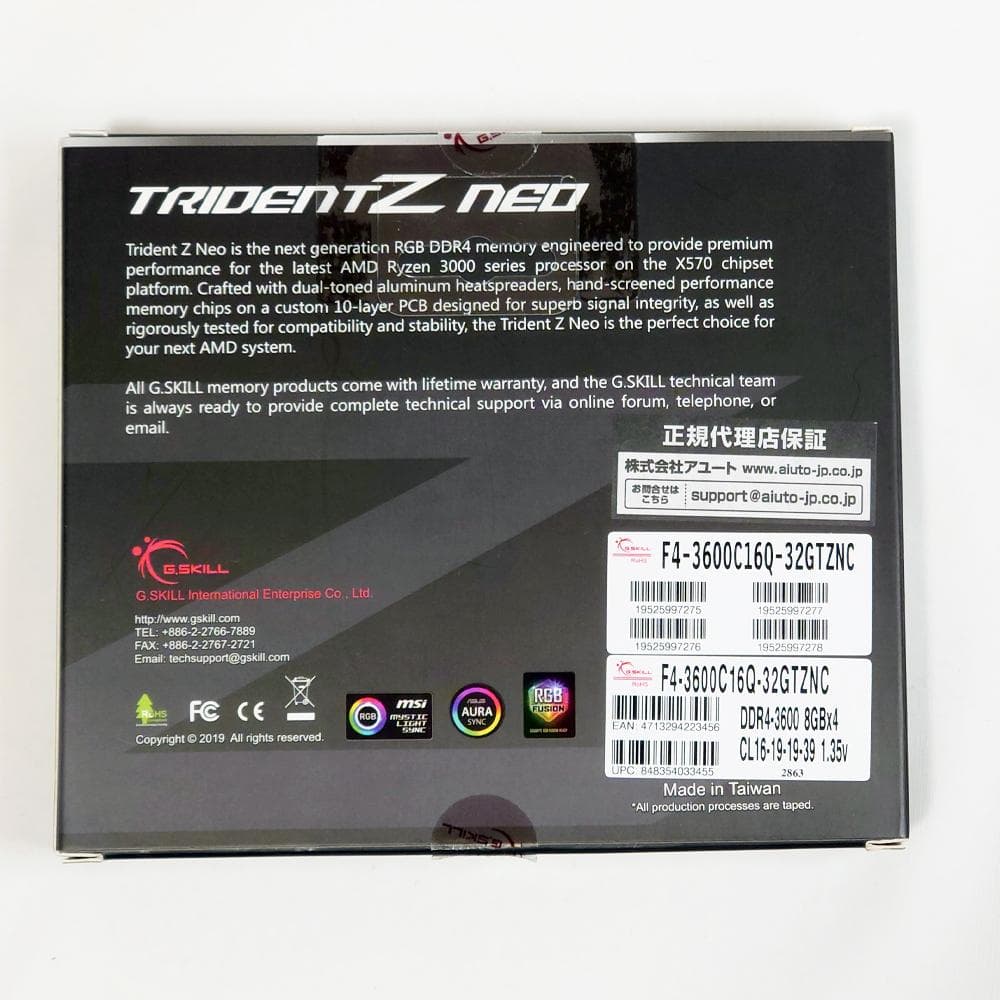 G.SKILL
TRIDENTZ NEO
Trident Z Neo is the next generation RGB DDR4 memory engineered to provide premium
performance for the latest AMD Ryzen 3000 series processor on the X570 chipset
platform. Crafted with dual-toned aluminum heatspreaders, hand-screened performance
memory chips on a custom 10-layer PCB designed for superb signal integrity, as well as
rigorously tested for compatibility and stability, the Trident Z Neo is the perfect choice for
your next AMD system.
All G.SKILL memory products come with lifetime warranty, and the G.SKILL technical team
is always ready to provide complete technical support via online forum, telephone, or
email.
正規代理店保証
株式会社アユート www.aiuto-jp.co.jp
お問合せは
こちら
support@aiuto-jp.co.jp
G.SKILL
RoHS
F4-3600C16Q-32GTZNC
19525997275
19525997277
19525997276
19525997278
G.SKILL
RoHS
F4-3600C16Q-32GTZNC
DDR4-3600 8GBx4
EAN: 4713294223456
CL16-19-19-39 1.35v
UPC: 848354033455
2863
Made in Taiwan
*All production processes are taped.
G.SKILL
G.SKILL International Enterprise Co., Ltd.
http://www.gskill.com
TEL: +886-2-2766-7889
FAX: +886-2-2767-2721
Email: techsupport@gskill.com
RoHS
FC CE
RGB
msi
MYSTIC
LIGHT
SYNC
ASUS
AURA
SYNC
RGB
FUSION
Copyright © 2019 All rights reserved.
G.SKILL